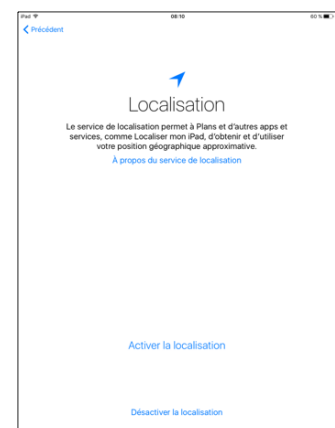 iPad 08:10 60 %
Précédent
Localisation
Le service de localisation permet à Plans et d'autres apps et
services, comme Localiser mon iPad, d'obtenir et d'utiliser
votre position géographique approximative.
À propos du service de localisation
Activer la localisation
Désactiver la localisation